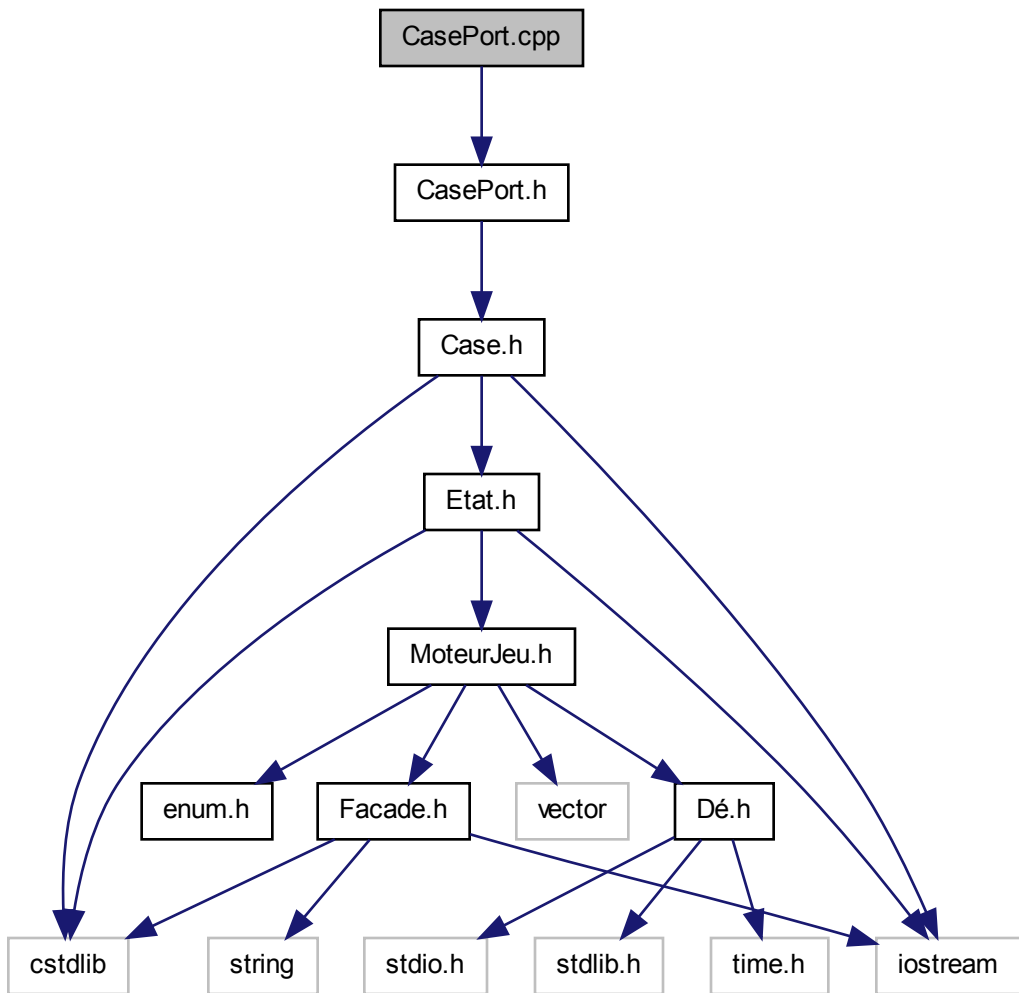 CasePort.cpp
CasePort.h
Case.h
Etat.h
MoteurJeu.h
enum.h
Facade.h
vector
Dé.h
cstdlib
string
stdio.h
stdlib.h
time.h
iostream